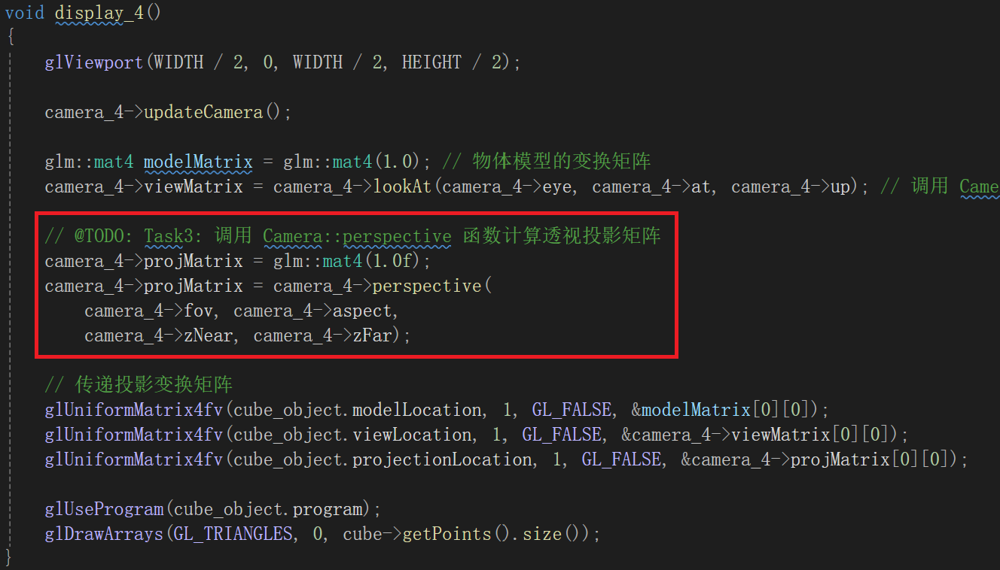 void display_4()
{
glViewport(WIDTH / 2, 0, WIDTH / 2, HEIGHT / 2);
camera_4->updateCamera();
glm::mat4 modelMatrix = glm::mat4(1.0); // 物体模型的变换矩阵
camera_4->viewMatrix = camera_4->lookAt(camera_4->eye, camera_4->at, camera_4->up); // 调用 Came
// @TODO: Task3: 调用 Camera::perspective 函数计算透视投影矩阵
camera_4->projMatrix = glm::mat4(1.0f);
camera_4->projMatrix = camera_4->perspective(
camera_4->fov, camera_4->aspect,
camera_4->zNear, camera_4->zFar);
// 传递投影变换矩阵
glUniformMatrix4fv(cube_object.modelLocation, 1, GL_FALSE, &modelMatrix[0][0]);
glUniformMatrix4fv(cube_object.viewLocation, 1, GL_FALSE, &camera_4->viewMatrix[0][0]);
glUniformMatrix4fv(cube_object.projectionLocation, 1, GL_FALSE, &camera_4->projMatrix[0][0]);
glUseProgram(cube_object.program);
glDrawArrays(GL_TRIANGLES, 0, cube->getPoints().size());
}